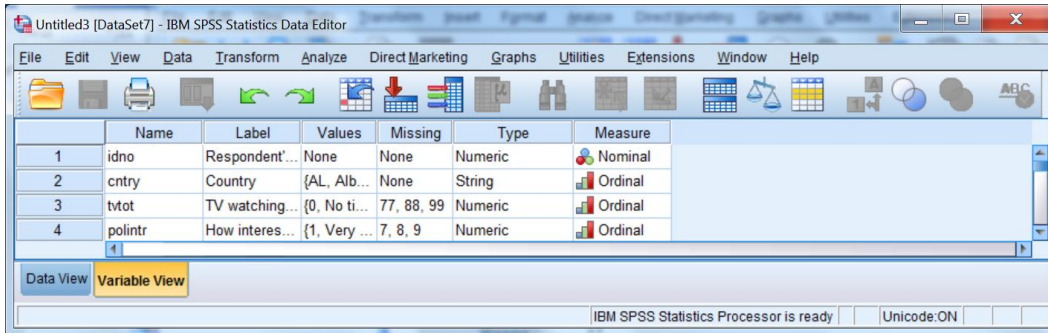 Untitled3 [DataSet7] - IBM SPSS Statistics Data Editor
File Edit View Data Transform Analyze Direct Marketing Graphs Utilities Extensions Window Help
Name Label Values Missing Type Measure
1 idno Respondent'... None None Numeric Nominal
2 cntry Country {AL, Alb... None String Ordinal
3 tvtot TV watching... {0, No ti... 77, 88, 99 Numeric Ordinal
4 polintr How interes... {1, Very ... 7, 8, 9 Numeric Ordinal
Data View Variable View
IBM SPSS Statistics Processor is ready Unicode:ON